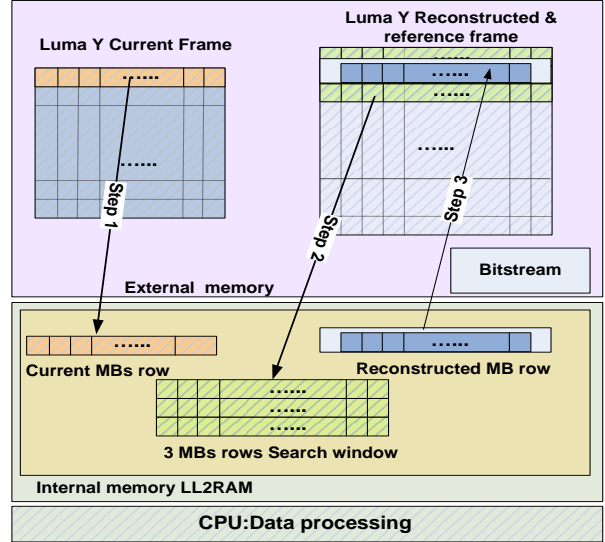 Luma Y Current Frame
Luma Y Reconstructed &
reference frame
......
......
......
......
......
Step 1
Step 2
Step 3
Bitstream
External memory
......
Current MBs row
......
Reconstructed MB row
......
......
......
3 MBs rows Search window
Internal memory LL2RAM
CPU:Data processing